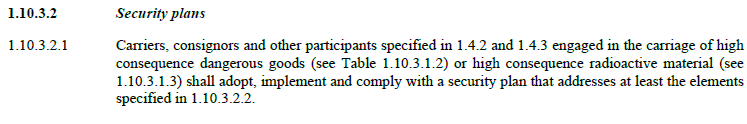 1.10.3.2 Security plans
1.10.3.2.1 Carriers, consignors and other participants specified in 1.4.2 and 1.4.3 engaged in the carriage of high
consequence dangerous goods (see Table 1.10.3.1.2) or high consequence radioactive material (see
1.10.3.1.3) shall adopt, implement and comply with a security plan that addresses at least the elements
specified in 1.10.3.2.2.